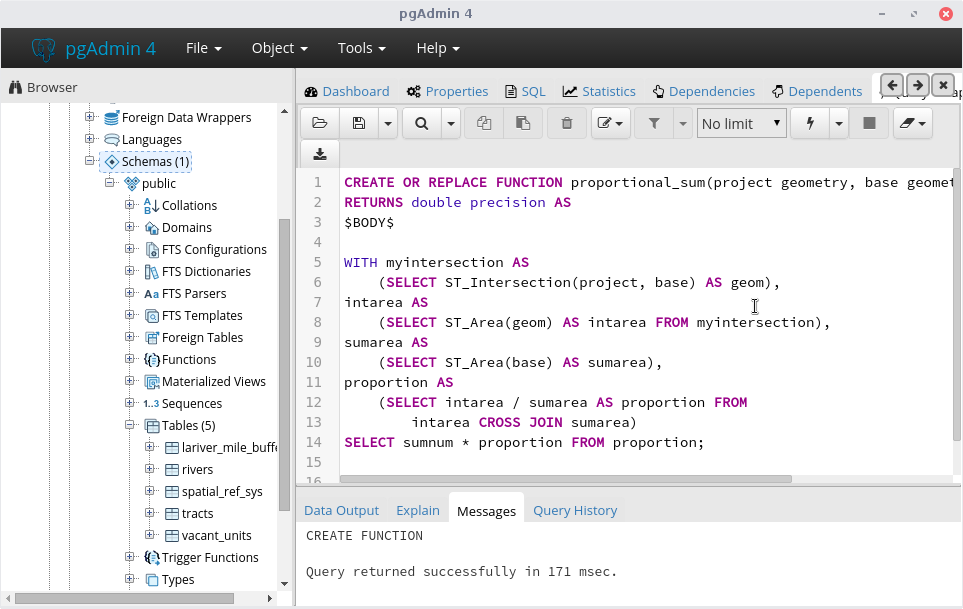 pgAdmin 4
pgAdmin 4 File Object Tools Help
Browser
Dashboard Properties SQL Statistics Dependencies Dependents
No limit
Foreign Data Wrappers
Languages
Schemas (1)
public
Collations
Domains
FTS Configurations
FTS Dictionaries
FTS Parsers
FTS Templates
Foreign Tables
Functions
Materialized Views
1..3 Sequences
Tables (5)
lariver_mile_buffe
rivers
spatial_ref_sys
tracts
vacant_units
Trigger Functions
Types
1 CREATE OR REPLACE FUNCTION proportional_sum(project geometry, base geomet
2 RETURNS double precision AS
3 $BODY$
4
5 WITH myintersection AS
6 (SELECT ST_Intersection(project, base) AS geom),
7 intarea AS
8 (SELECT ST_Area(geom) AS intarea FROM myintersection),
9 sumarea AS
10 (SELECT ST_Area(base) AS sumarea),
11 proportion AS
12 (SELECT intarea / sumarea AS proportion FROM
13 intarea CROSS JOIN sumarea)
14 SELECT sumnum * proportion FROM proportion;
15
16
Data Output Explain Messages Query History
CREATE FUNCTION
Query returned successfully in 171 msec.